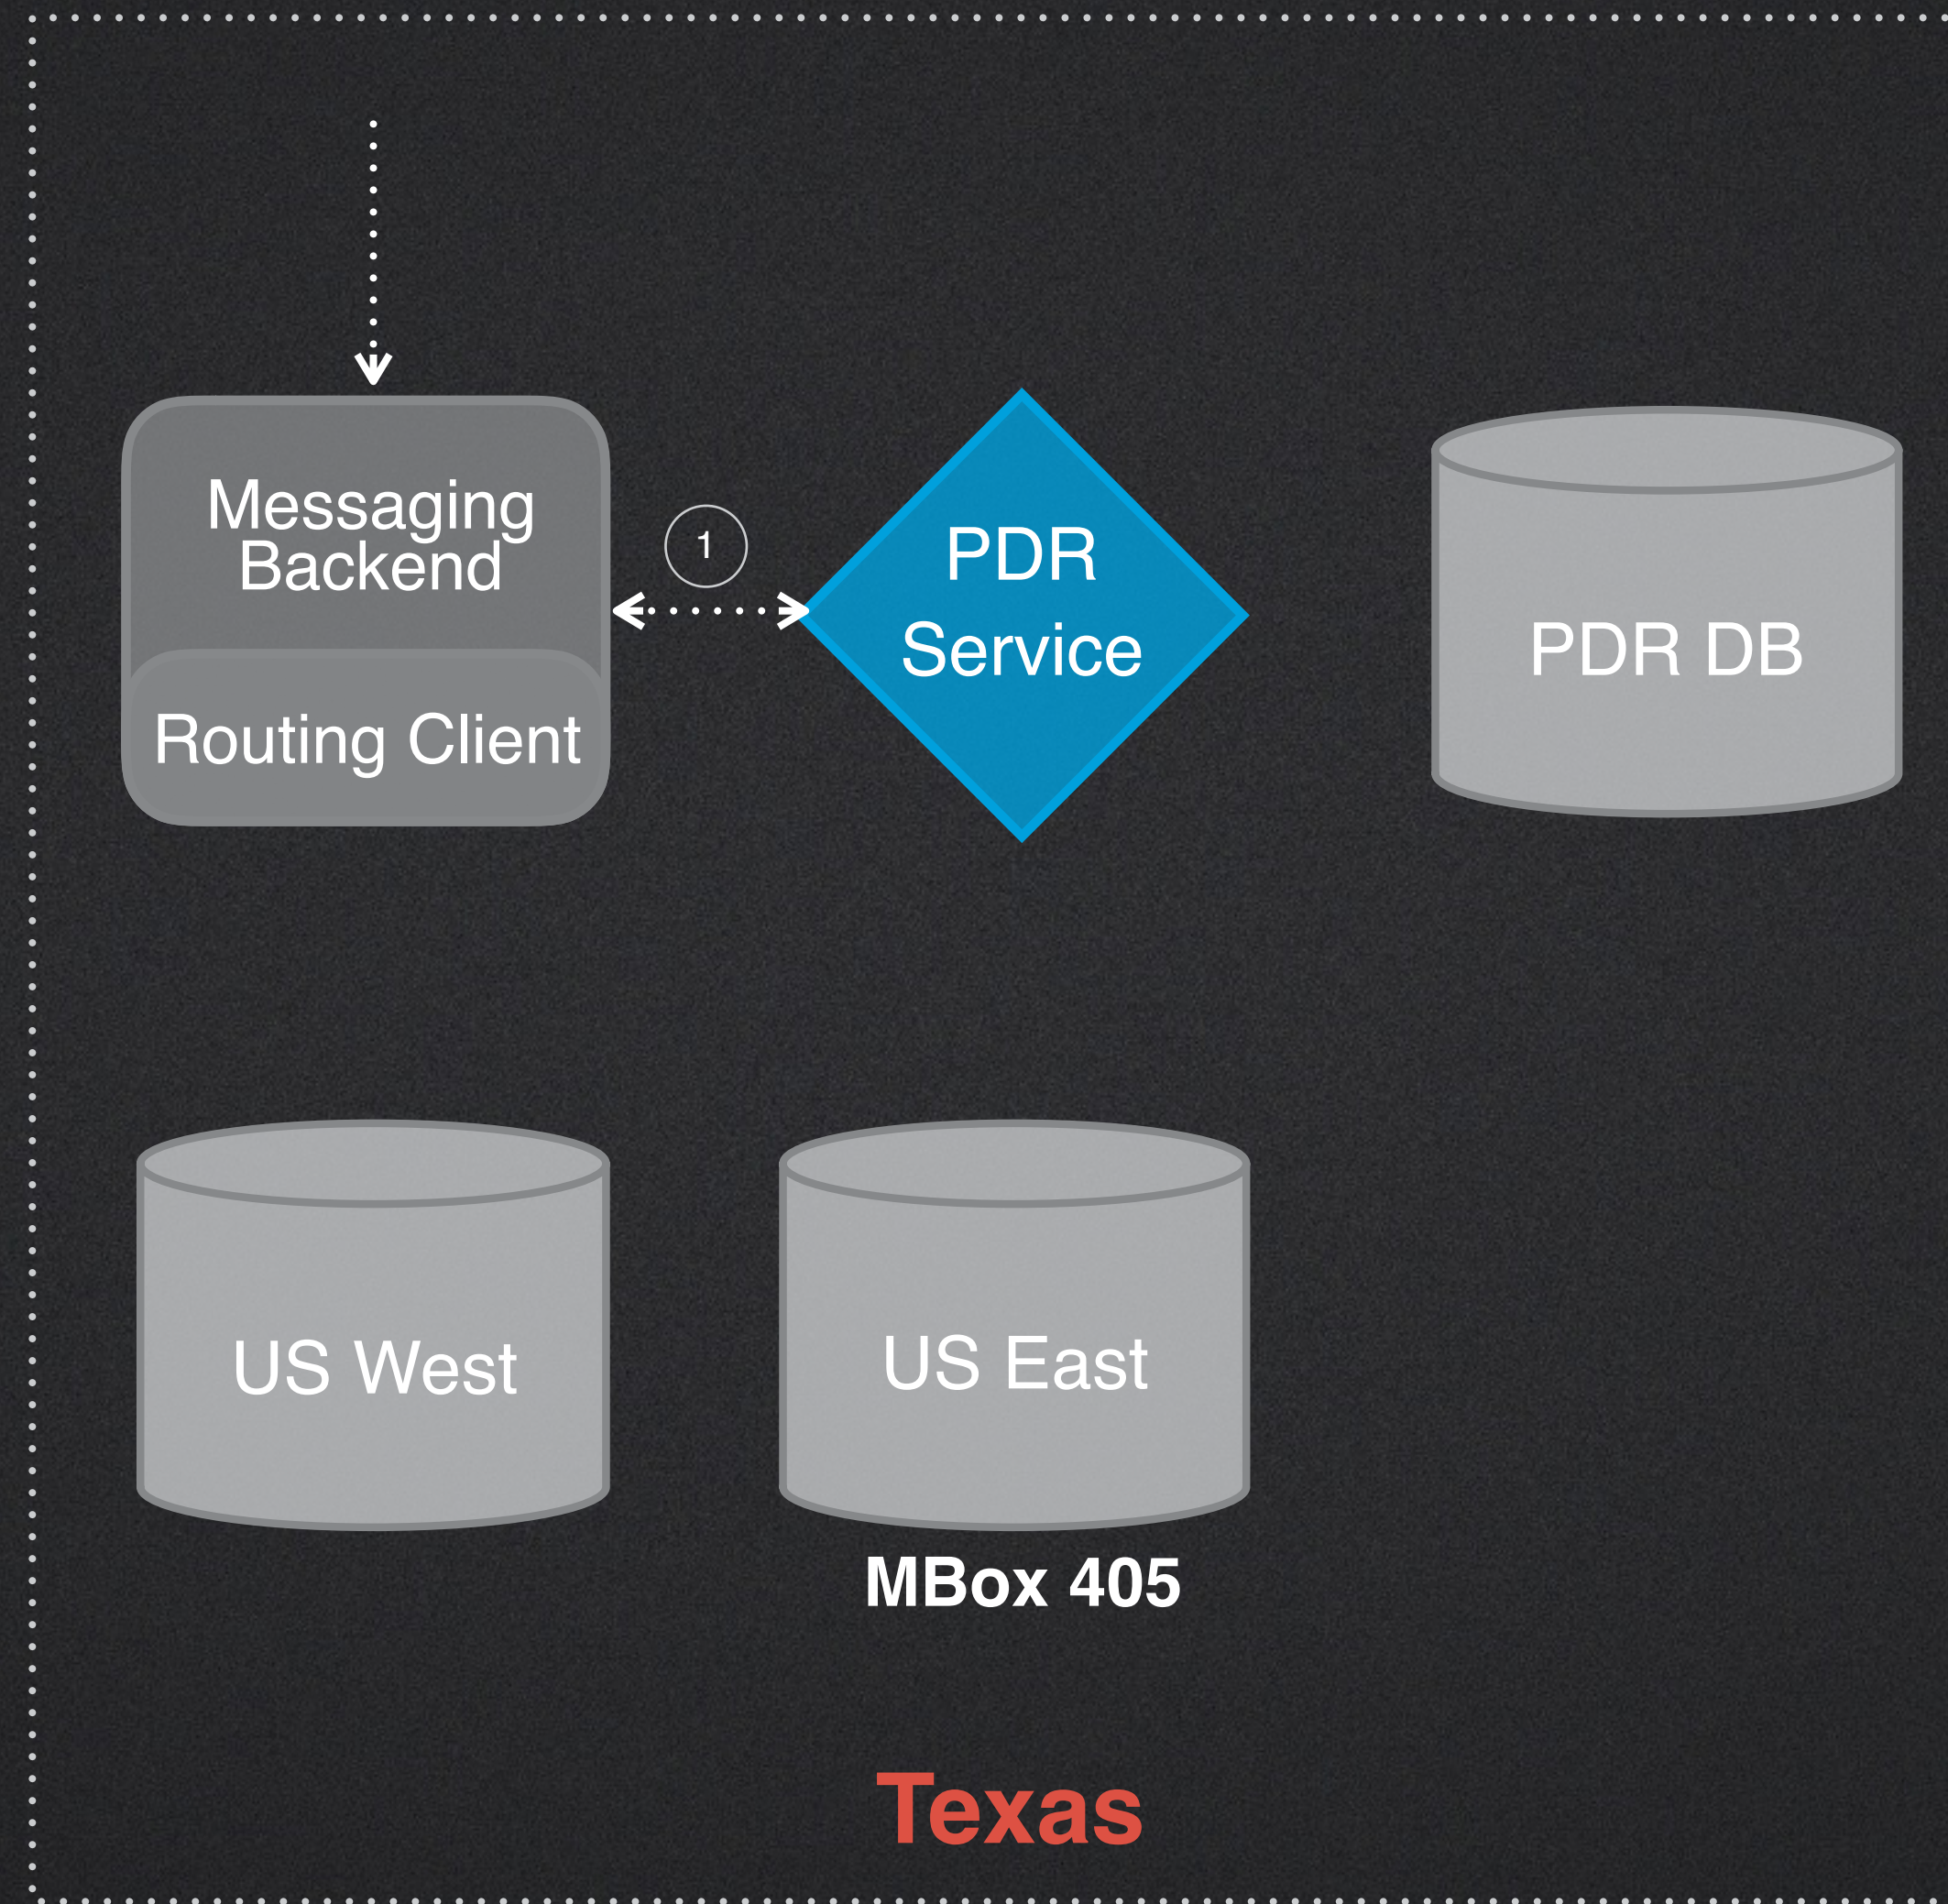 Messaging
Backend
Routing Client
1
PDR
Service
PDR DB
US West
US East
MBox 405
Texas